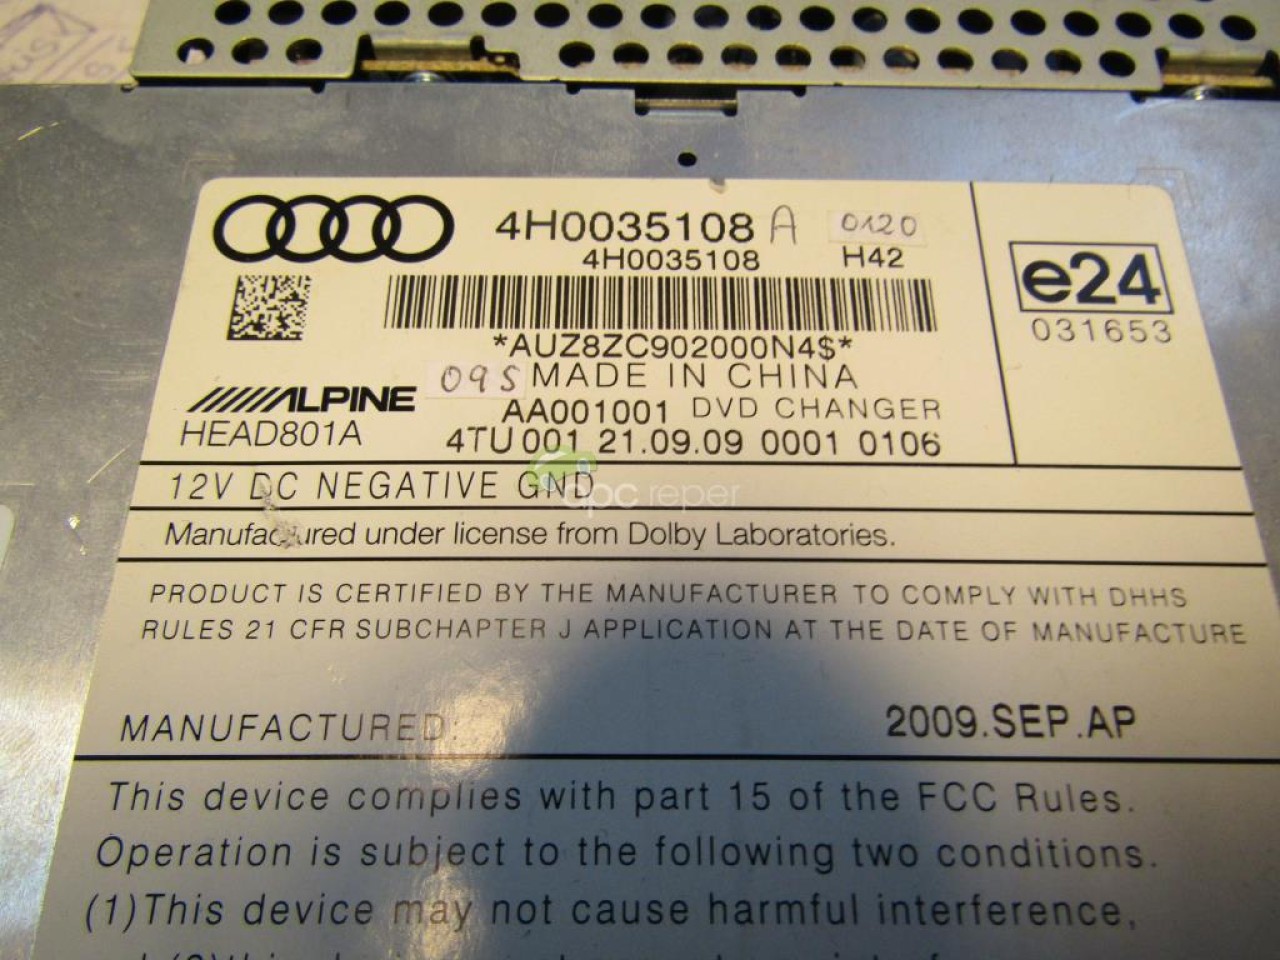 4H0035108 A 0120
4H0035108 H42
e24
031653
*AUZ8ZC902000N4$*
09S MADE IN CHINA
ALPINE
AA001001 DVD CHANGER
HEAD801A
4TU 001 21.09.09 0001 0106
12V DC NEGATIVE GND
apc reper
Manufactured under license from Dolby Laboratories.
PRODUCT IS CERTIFIED BY THE MANUFACTURER TO COMPLY WITH DHHS
RULES 21 CFR SUBCHAPTER J APPLICATION AT THE DATE OF MANUFACTURE
MANUFACTURED: 2009.SEP.AP
This device complies with part 15 of the FCC Rules.
Operation is subject to the following two conditions.
(1)This device may not cause harmful interference,